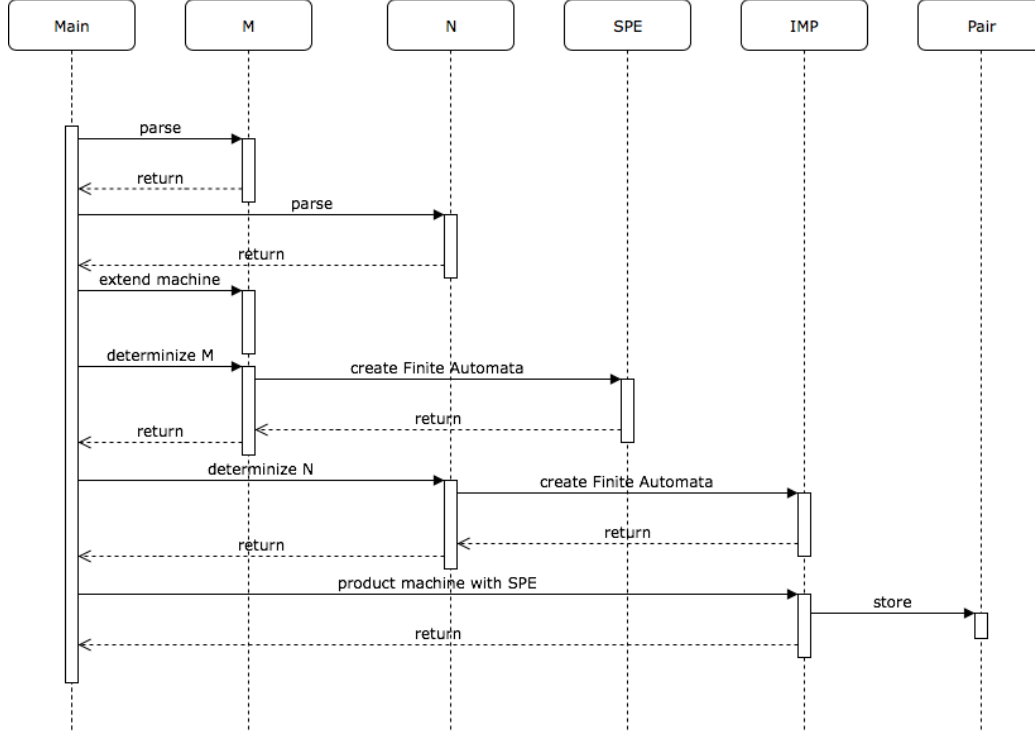 Main
M
N
SPE
IMP
Pair
parse
return
parse
return
extend machine
determinize M
create Finite Automata
return
return
determinize N
create Finite Automata
return
return
product machine with SPE
store
return